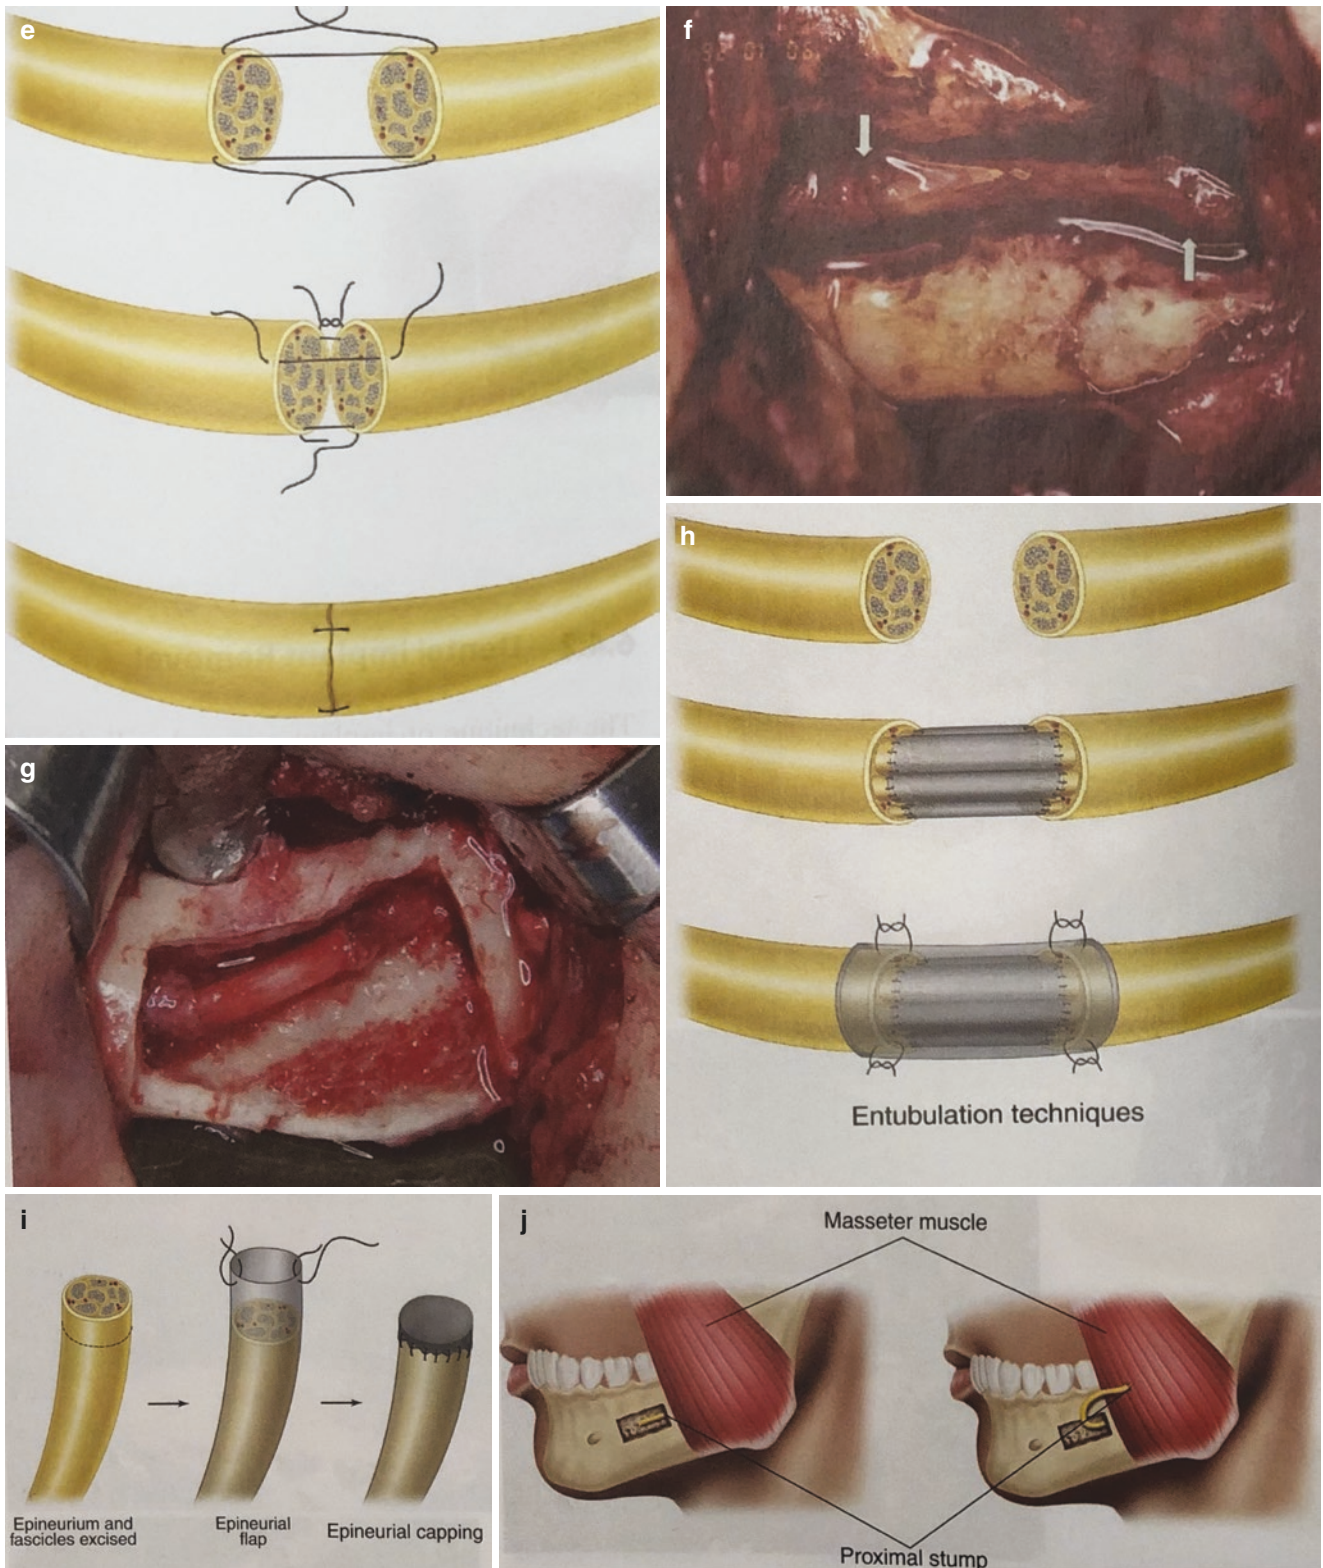 e
f
h
g
Entubulation techniques
i
Epineurium and
fascicles excised
Epineurial
flap
Epineurial capping
j
Masseter muscle
Proximal stump